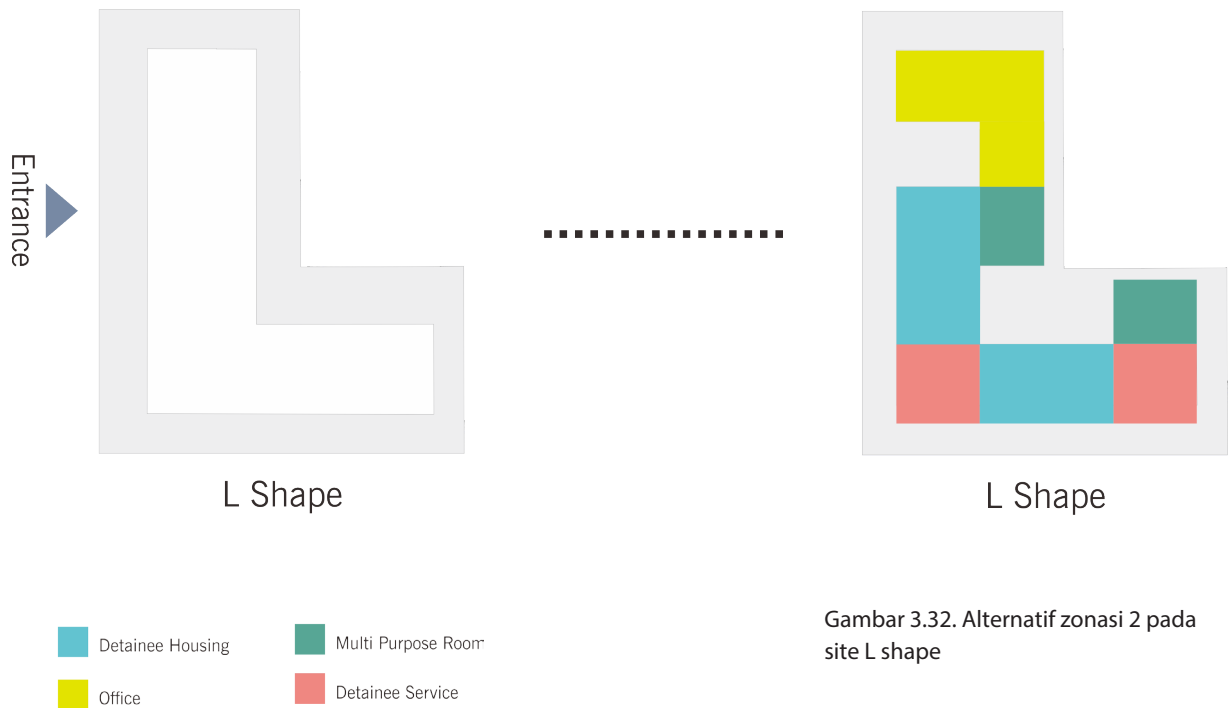 Entrance
L Shape
L Shape
Detainee Housing
Multi Purpose Room
Office
Detainee Service
Gambar 3.32. Alternatif zonasi 2 pada
site L shape